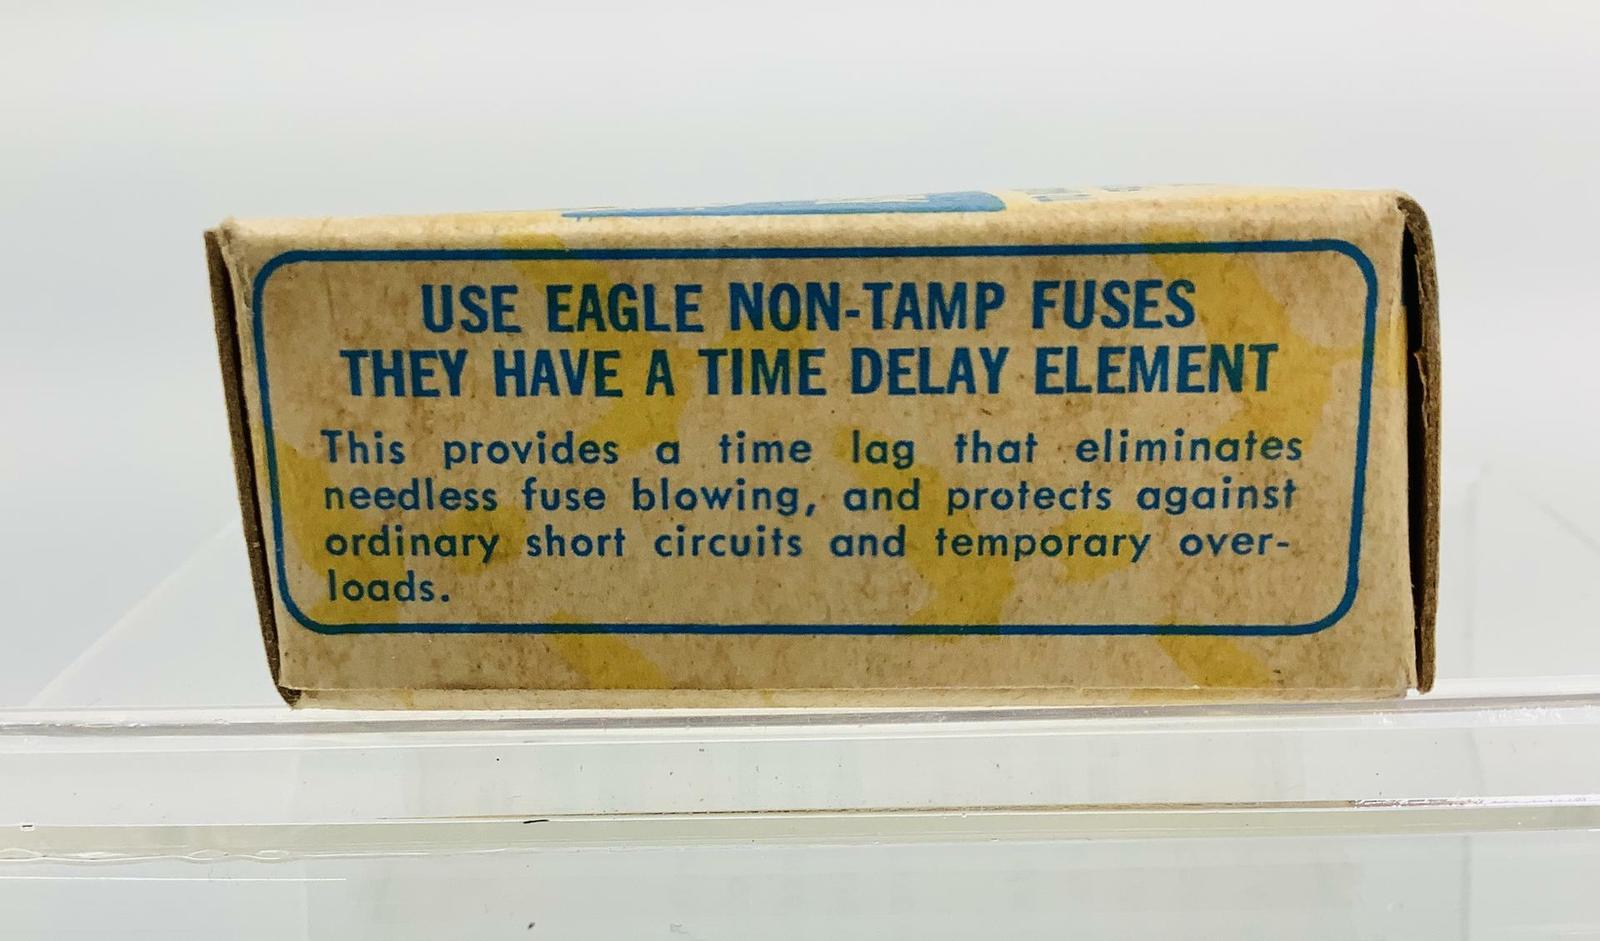 USE EAGLE NON-TAMP FUSES
THEY HAVE A TIME DELAY ELEMENT
This provides a time lag that eliminates
needless fuse blowing, and protects against
ordinary short circuits and temporary over-
loads.